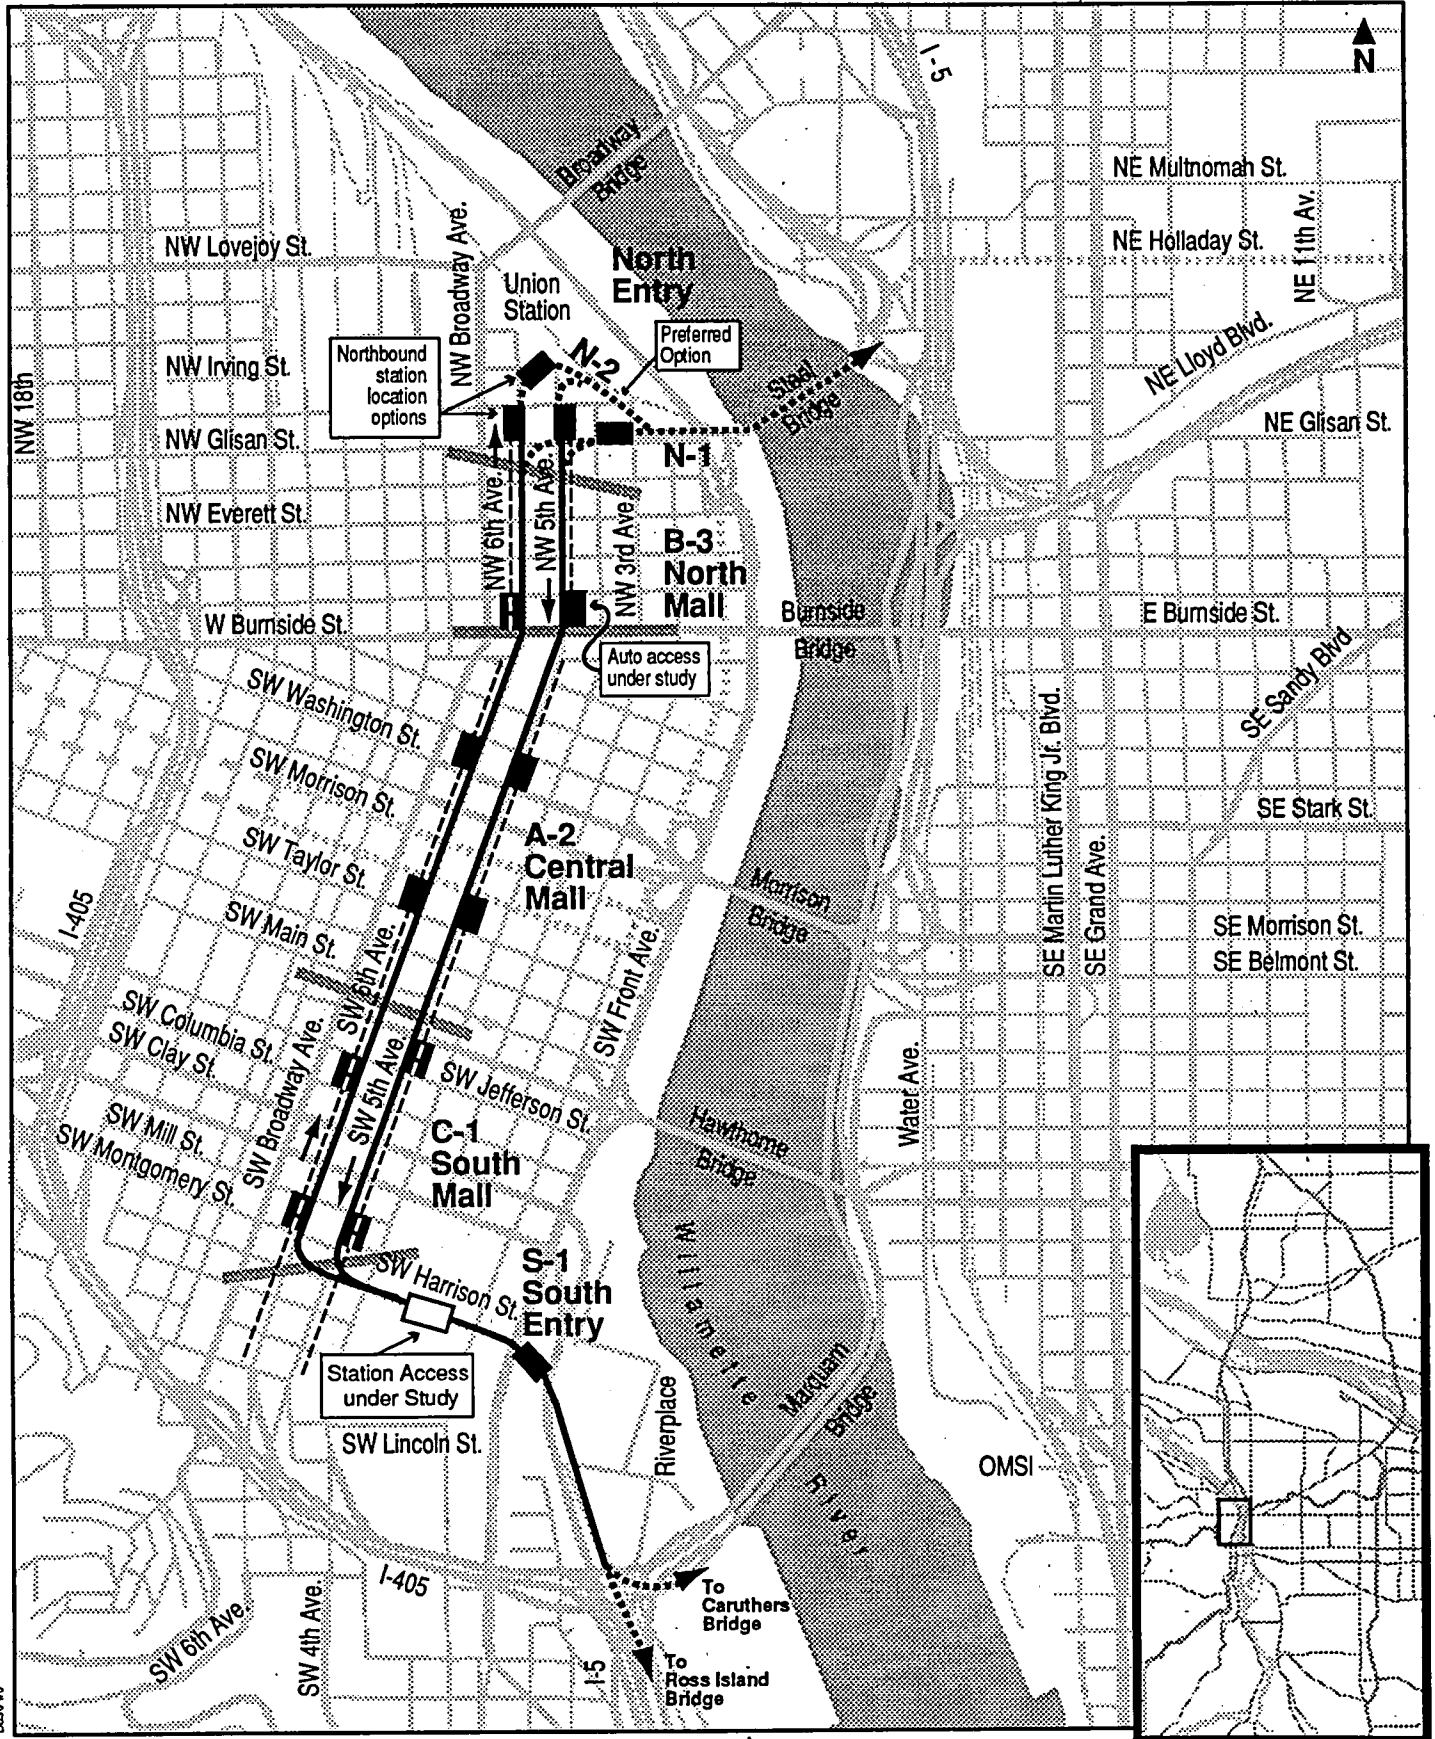 N
I-5
Broadway
Bridge
NE Multnomah St.
NE 11th Av.
NW Lovejoy St.
NW Broadway Ave.
North
Entry
NE Holladay St.
Union
Station
Preferred
Option
NE Lloyd Blvd.
Northbound
station
location
options
N-2
NW Irving St.
Steel
Bridge
NW 18th
NW Glisan St.
NE Glisan St.
N-1
NW Everett St.
NW 6th Ave.
NW 5th Ave.
NW 3rd Ave.
B-3
North
Mall
W Burnside St.
Burnside
Bridge
E Burnside St.
Auto access
under study
SE Sandy Blvd
SW Washington St.
SW Morrison St.
SE Martin Luther King Jr. Blvd.
SE Grand Ave.
SE Stark St.
SW Taylor St.
A-2
Central
Mall
Morrison
Bridge
I-405
SW Main St.
SE Morrison St.
SE Belmont St.
SW 6th Ave.
SW Front Ave.
SW Columbia St.
SW Clay St.
SW Broadway Ave.
SW 5th Ave.
SW Jefferson St.
Water Ave.
SW Mill St.
SW Montgomery St.
C-1
South
Mall
Hawthorne
Bridge
Willamette
River
SW Harrison St.
S-1
South
Entry
Station Access
under Study
Marquam
Bridge
Riverplace
SW Lincoln St.
OMSI
I-405
To
Caruthers
Bridge
SW 6th Ave.
SW 4th Ave.
I-5
To
Ross Island
Bridge